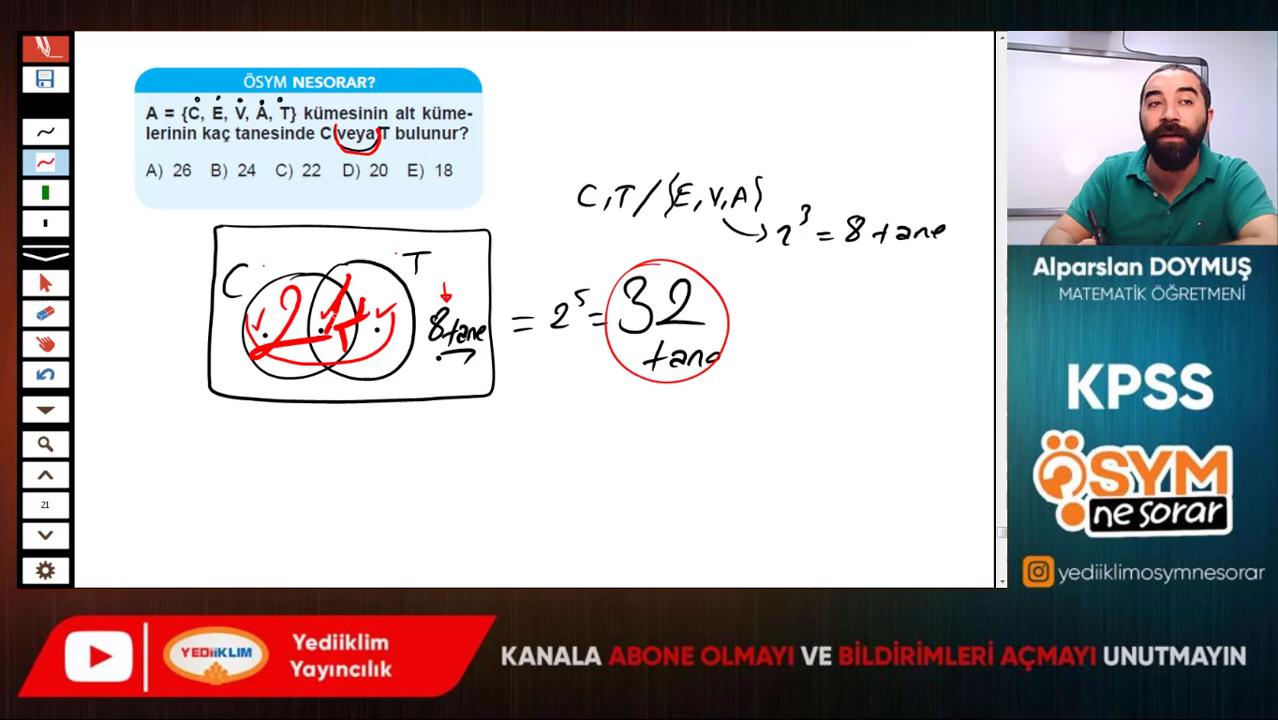 ÖSYM NESORAR?
A = {C, E, V, A, T} kümesinin alt küme-
lerinin kaç tanesinde C veya T bulunur?
A) 26 B) 24 C) 22 D) 20 E) 18
C,T/{E,V,A}
2³ = 8 tane
C
T
24
8 tane
= 2⁵ = 32
tane
21
Alparslan DOYMUŞ
MATEMATİK ÖĞRETMENİ
KPSS
ÖSYM
ne sorar
yediiklimosymnesorar
YEDiiKLiM
Yediiklim
Yayıncılık
KANALA ABONE OLMAYI VE BİLDİRİMLERİ AÇMAYI UNUTMAYIN